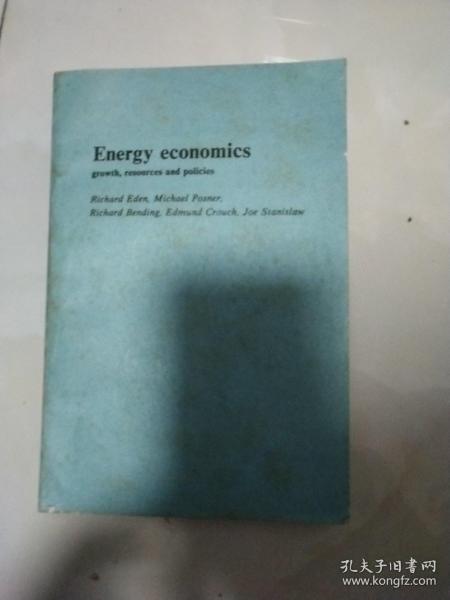 Energy economics
growth, resources and policies
Richard Eden, Michael Posner,
Richard Bending, Edmund Crouch, Joe Stanislaw
孔夫子旧书网
www.kongfz.com